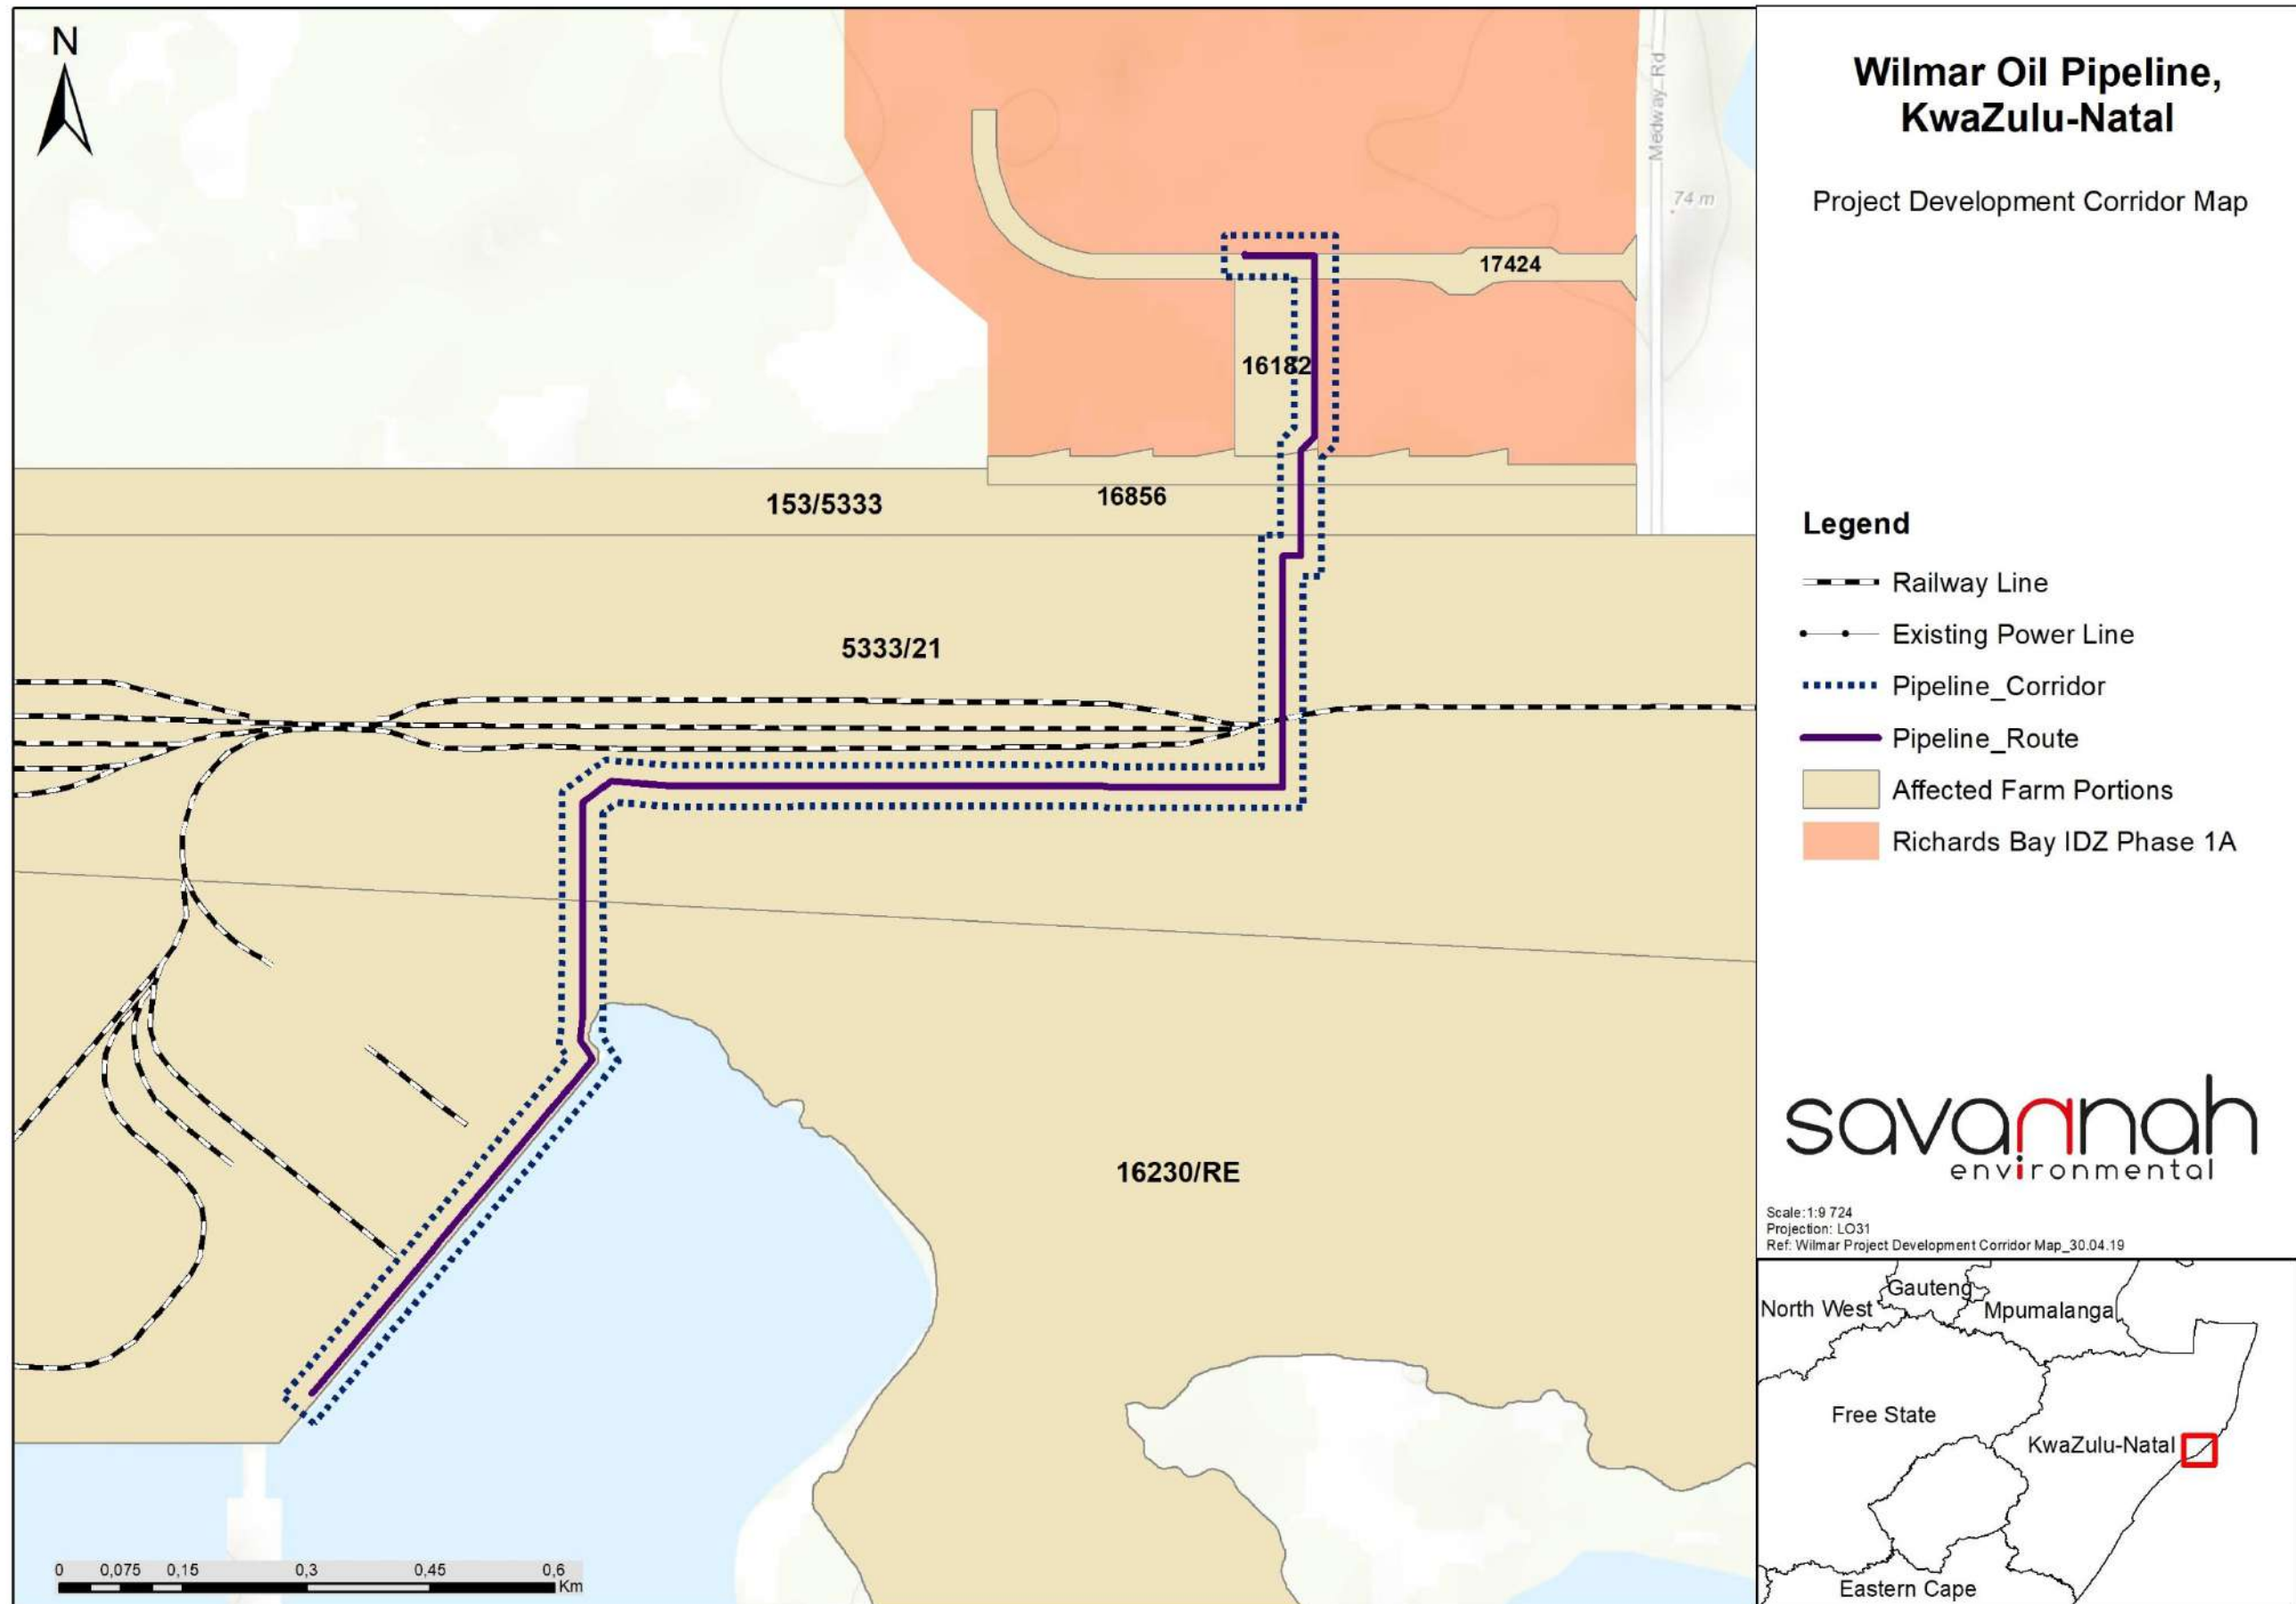 N
Medway_Rd
74 m
17424
16182
16856
153/5333
5333/21
16230/RE
0 0,075 0,15 0,3 0,45 0,6
Km
Wilmar Oil Pipeline,
KwaZulu-Natal
Project Development Corridor Map
Legend
Railway Line
Existing Power Line
Pipeline_Corridor
Pipeline_Route
Affected Farm Portions
Richards Bay IDZ Phase 1A
savannah
environmental
Scale:1:9 724
Projection: LO31
Ref: Wilmar Project Development Corridor Map_30.04.19
Gauteng
North West
Mpumalanga
Free State
KwaZulu-Natal
Eastern Cape